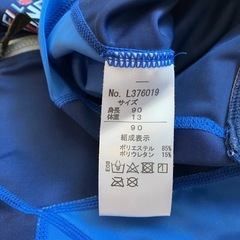 No. L376019
サイズ
身長 90
体重 13
90
組成表示
ポリエステル 85%
ポリウレタン 15%